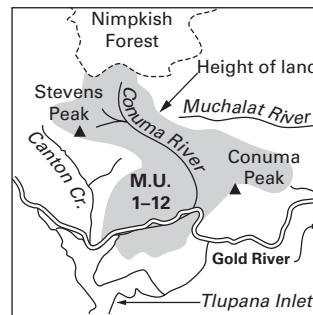 Nimpkish
Forest
Height of land
Stevens
Peak
Conuma River
Muchalat River
Canton Cr.
Conuma
Peak
M.U.
1–12
Gold River
Tlupana Inlet